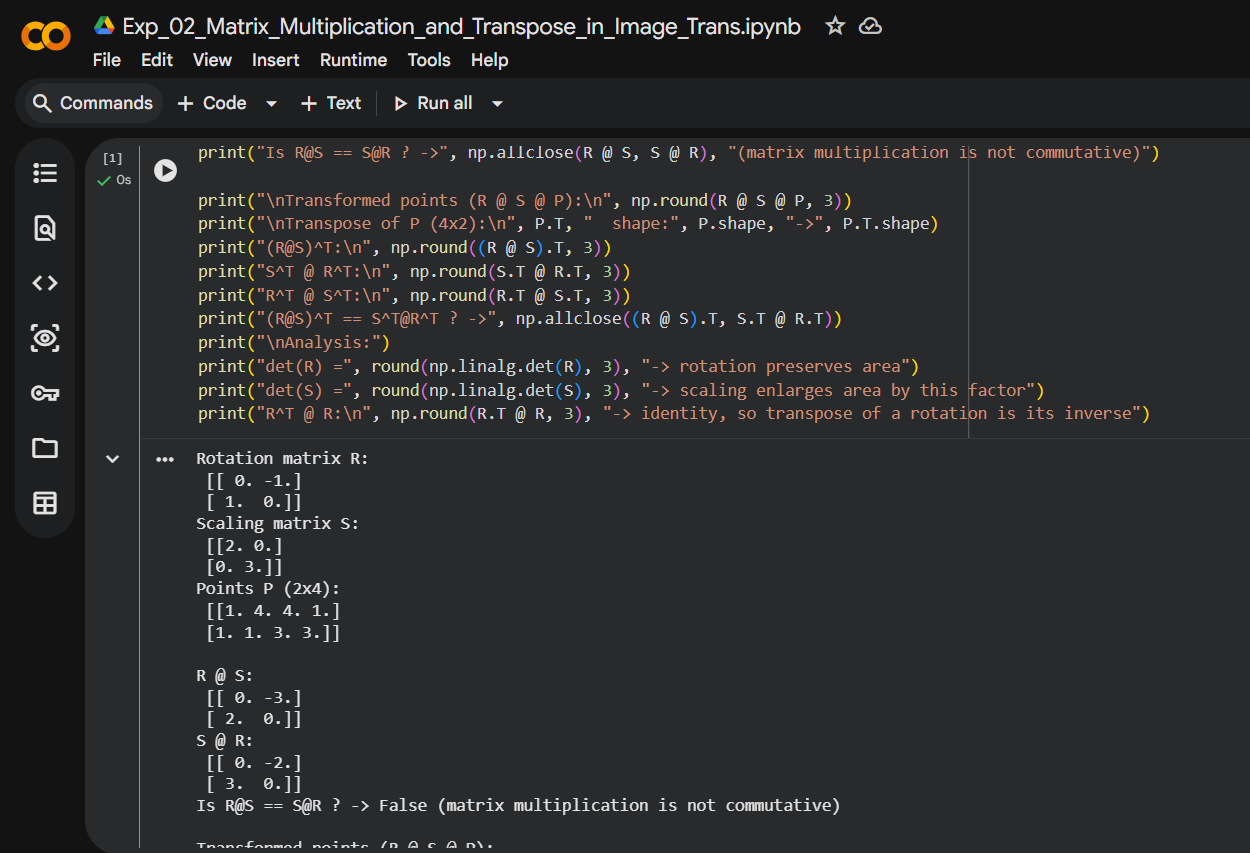 Exp_02_Matrix_Multiplication_and_Transpose_in_Image_Trans.ipynb
File Edit View Insert Runtime Tools Help
Commands + Code + Text Run all
[1]
0s
print("Is R@S == S@R ? ->", np.allclose(R @ S, S @ R), "(matrix multiplication is not commutative)")
print("\nTransformed points (R @ S @ P):\n", np.round(R @ S @ P, 3))
print("\nTranspose of P (4x2):\n", P.T, "  shape:", P.shape, "->", P.T.shape)
print("(R@S)^T:\n", np.round((R @ S).T, 3))
print("S^T @ R^T:\n", np.round(S.T @ R.T, 3))
print("R^T @ S^T:\n", np.round(R.T @ S.T, 3))
print("(R@S)^T == S^T@R^T ? ->", np.allclose((R @ S).T, S.T @ R.T))
print("\nAnalysis:")
print("det(R) =", round(np.linalg.det(R), 3), "-> rotation preserves area")
print("det(S) =", round(np.linalg.det(S), 3), "-> scaling enlarges area by this factor")
print("R^T @ R:\n", np.round(R.T @ R, 3), "-> identity, so transpose of a rotation is its inverse")
Rotation matrix R:
[[ 0. -1.]
[ 1.  0.]]
Scaling matrix S:
[[2. 0.]
[0. 3.]]
Points P (2x4):
[[1. 4. 4. 1.]
[1. 1. 3. 3.]]
R @ S:
[[ 0. -3.]
[ 2.  0.]]
S @ R:
[[ 0. -2.]
[ 3.  0.]]
Is R@S == S@R ? -> False (matrix multiplication is not commutative)
Transformed points (R @ S @ P):